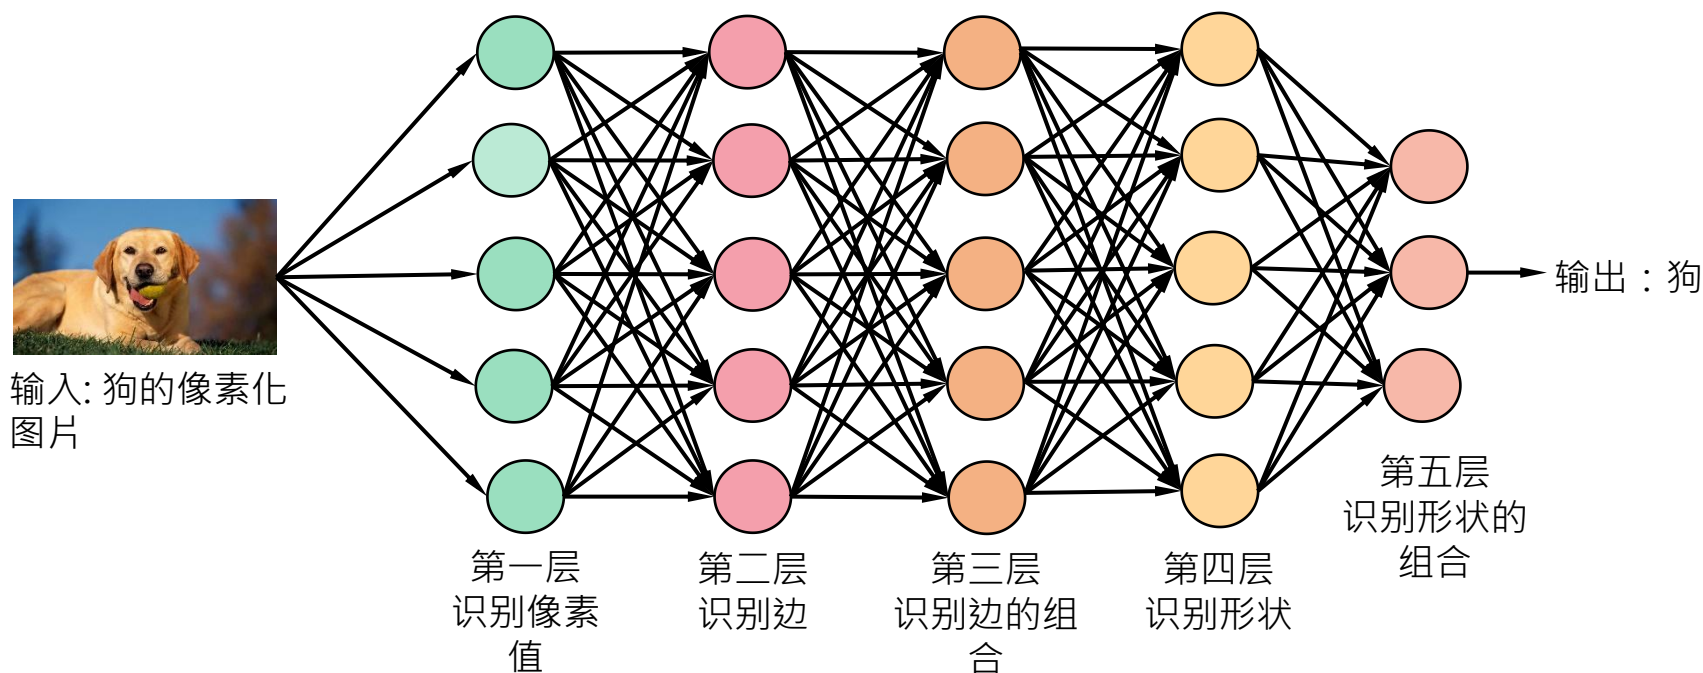 输入: 狗的像素化
图片
第一层
识别像素
值
第二层
识别边
第三层
识别边的组
合
第四层
识别形状
第五层
识别形状的
组合
输出：狗